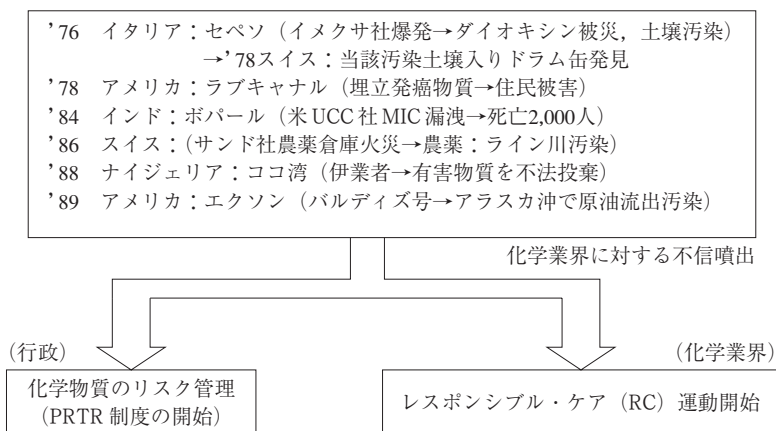 ’76 イタリア：セベソ（イメクサ社爆発→ダイオキシン被災，土壌汚染）
→’78スイス：当該汚染土壌入りドラム缶発見
’78 アメリカ：ラブキャナル（埋立発癌物質→住民被害）
’84 インド：ボパール（米UCC社MIC漏洩→死亡2,000人）
’86 スイス：（サンド社農薬倉庫火災→農薬：ライン川汚染）
’88 ナイジェリア：ココ湾（伊業者→有害物質を不法投棄）
’89 アメリカ：エクソン（バルディズ号→アラスカ沖で原油流出汚染）
化学業界に対する不信噴出
（行政）
（化学業界）
化学物質のリスク管理
（PRTR制度の開始）
レスポンシブル・ケア（RC）運動開始